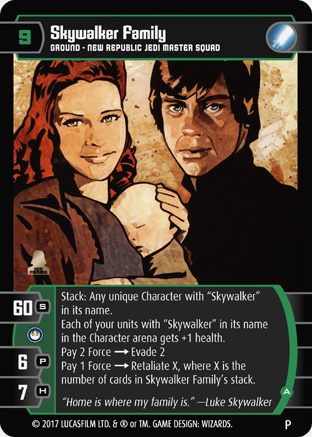 9
Skywalker Family
GROUND - NEW REPUBLIC JEDI MASTER SQUAD
60 S
6 P
7 H
Stack: Any unique Character with “Skywalker”
in its name.
Each of your units with “Skywalker” in its name
in the Character arena gets +1 health.
Pay 2 Force → Evade 2
Pay 1 Force → Retaliate X, where X is the
number of cards in Skywalker Family’s stack.
“Home is where my family is.” —Luke Skywalker
A
© 2017 LUCASFILM LTD. & ® OR TM. GAME DESIGN: WIZARDS.
P